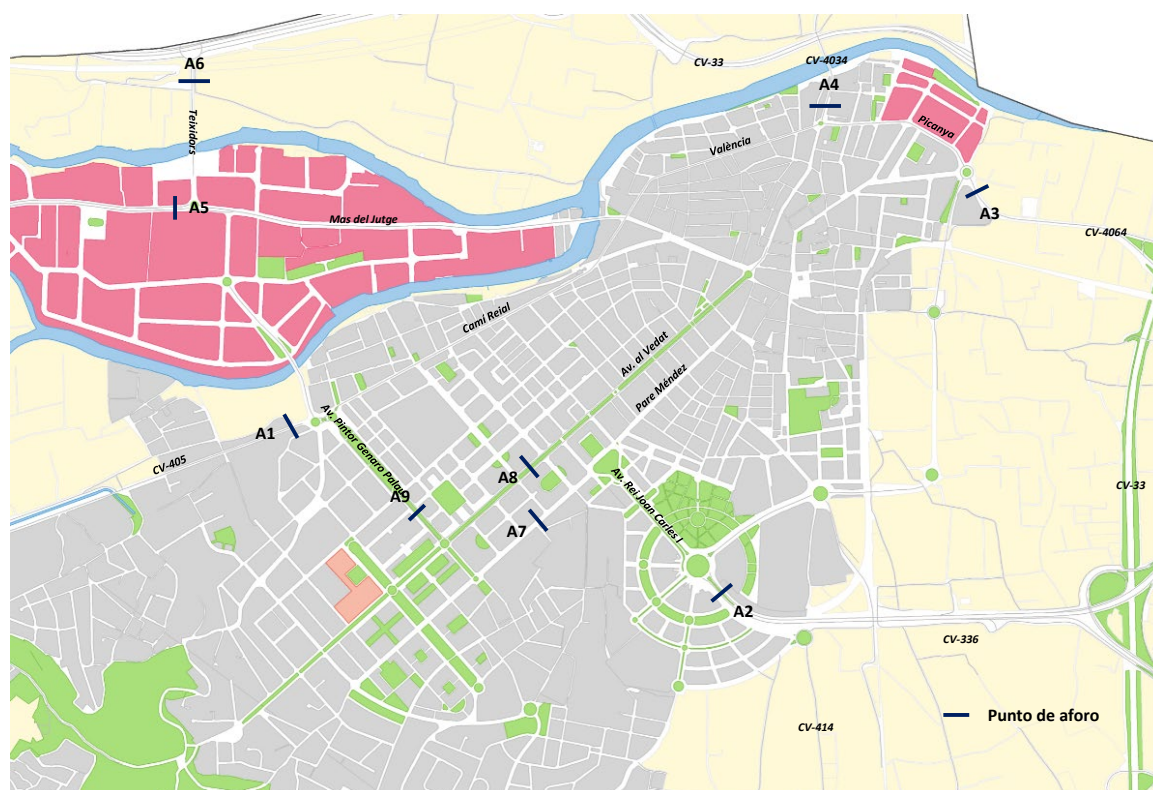 A6
CV-33
CV-4034
A4
Teixidors
Picanya
València
A5
A3
Mas del Jutge
CV-4064
Camí Reial
Av. al Vedat
Pare Méndez
A1
Av. Pintor Genaro Palau
CV-405
A8
Av. Rei Joan Carles I
CV-33
A9
A7
A2
CV-336
Punto de aforo
CV-414